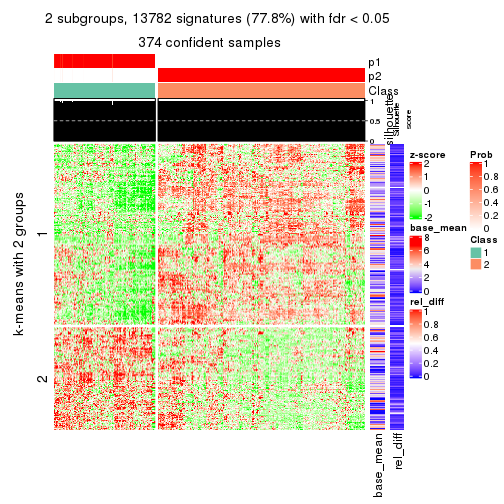 2 subgroups, 13782 signatures (77.8%) with fdr < 0.05
374 confident samples
p1
p2
Class
1
0.5
0
silhouette
Silhouette
score
k-means with 2 groups
1
2
base_mean
rel_diff
z-score
2
1
0
-1
-2
base_mean
8
6
4
2
0
rel_diff
1
0.8
0.6
0.4
0.2
0
Prob
1
0.8
0.6
0.4
0.2
0
Class
1
2